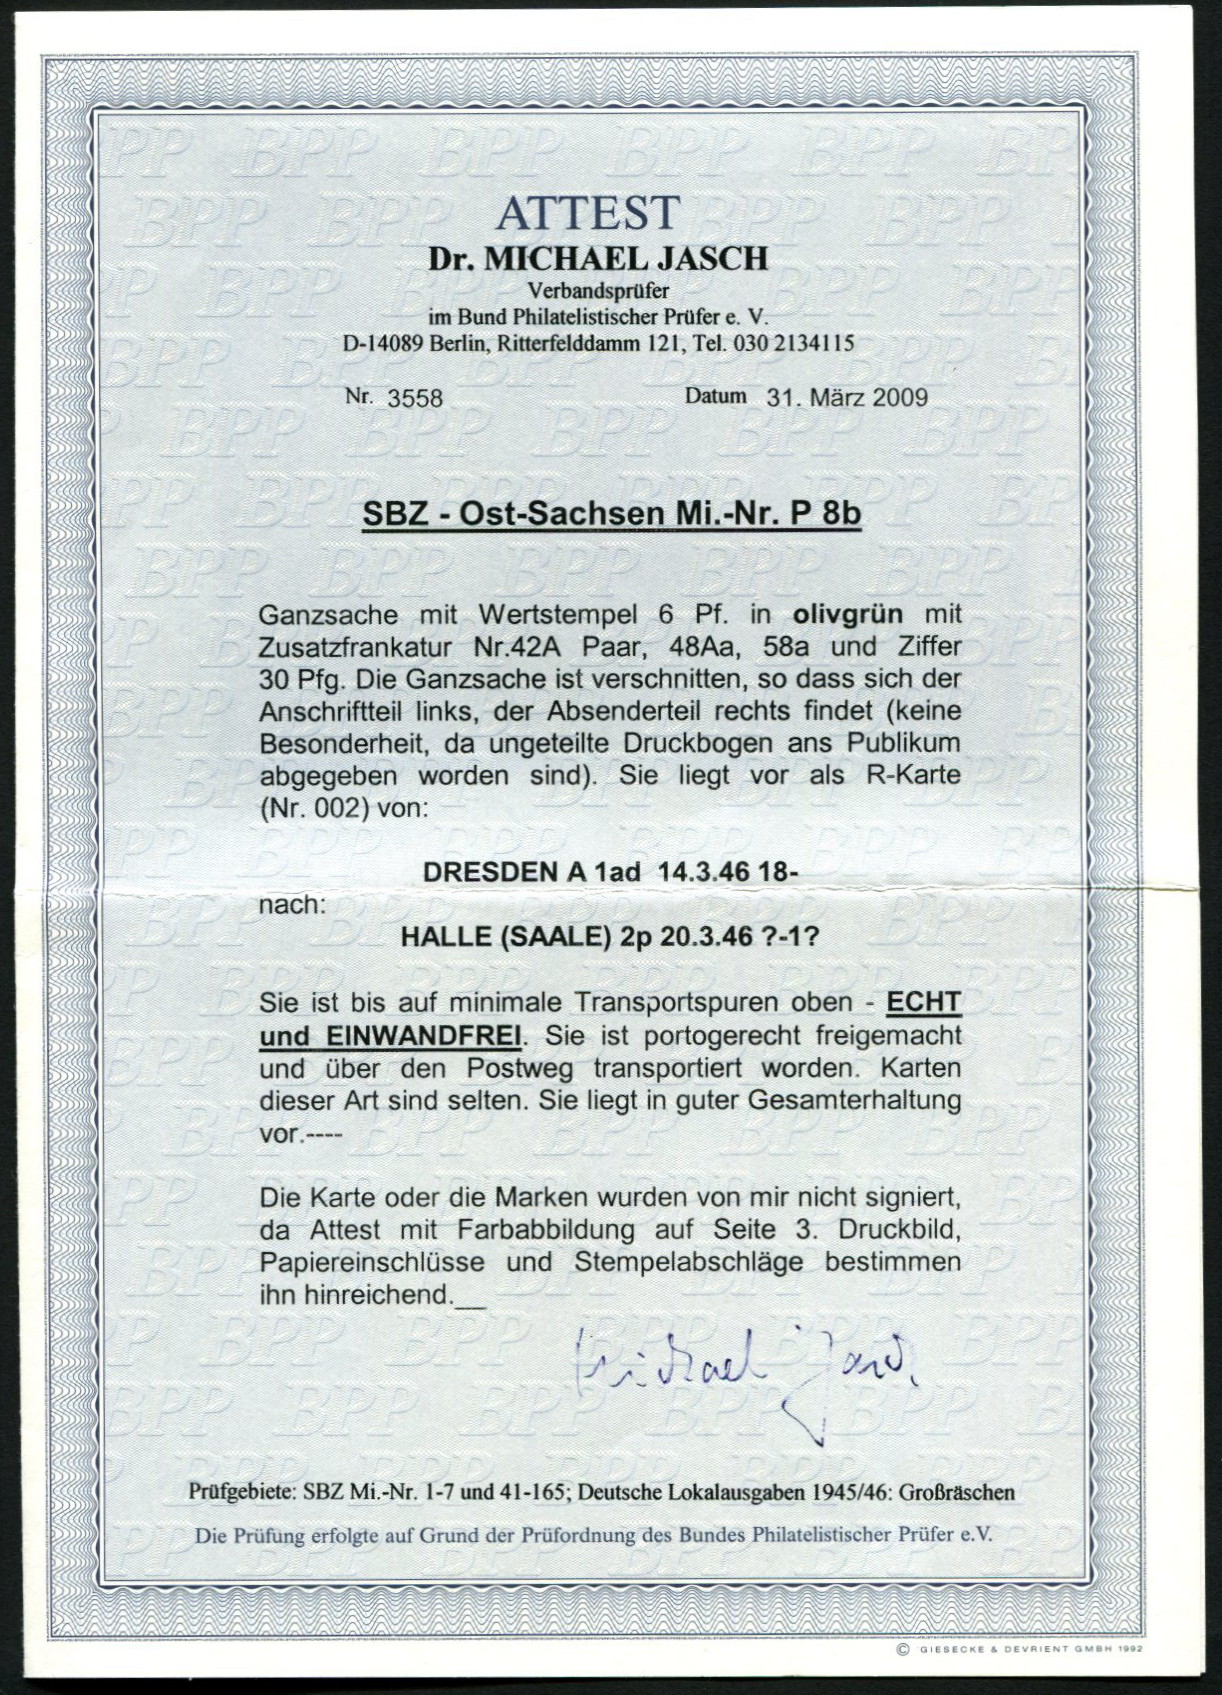 ATTEST
Dr. MICHAEL JASCH
Verbandsprüfer
im Bund Philatelistischer Prüfer e. V.
D-14089 Berlin, Ritterfelddamm 121, Tel. 030 2134115
Nr. 3558 Datum 31. März 2009
SBZ - Ost-Sachsen Mi.-Nr. P 8b
Ganzsache mit Wertstempel 6 Pf. in olivgrün mit
Zusatzfrankatur Nr.42A Paar, 48Aa, 58a und Ziffer
30 Pfg. Die Ganzsache ist verschnitten, so dass sich der
Anschriftteil links, der Absenderteil rechts findet (keine
Besonderheit, da ungeteilte Druckbogen ans Publikum
abgegeben worden sind). Sie liegt vor als R-Karte
(Nr. 002) von:
DRESDEN A 1ad 14.3.46 18-
nach:
HALLE (SAALE) 2p 20.3.46 ?-1?
Sie ist bis auf minimale Transportspuren oben - ECHT
und EINWANDFREI. Sie ist portogerecht freigemacht
und über den Postweg transportiert worden. Karten
dieser Art sind selten. Sie liegt in guter Gesamterhaltung
vor.----
Die Karte oder die Marken wurden von mir nicht signiert,
da Attest mit Farbabbildung auf Seite 3. Druckbild,
Papiereinschlüsse und Stempelabschläge bestimmen
ihn hinreichend.__
Michael Jasch
Prüfgebiete: SBZ Mi.-Nr. 1-7 und 41-165; Deutsche Lokalausgaben 1945/46: Großräschen
Die Prüfung erfolgte auf Grund der Prüfordnung des Bundes Philatelistischer Prüfer e.V.
© GIESECKE & DEVRIENT GMBH 1992